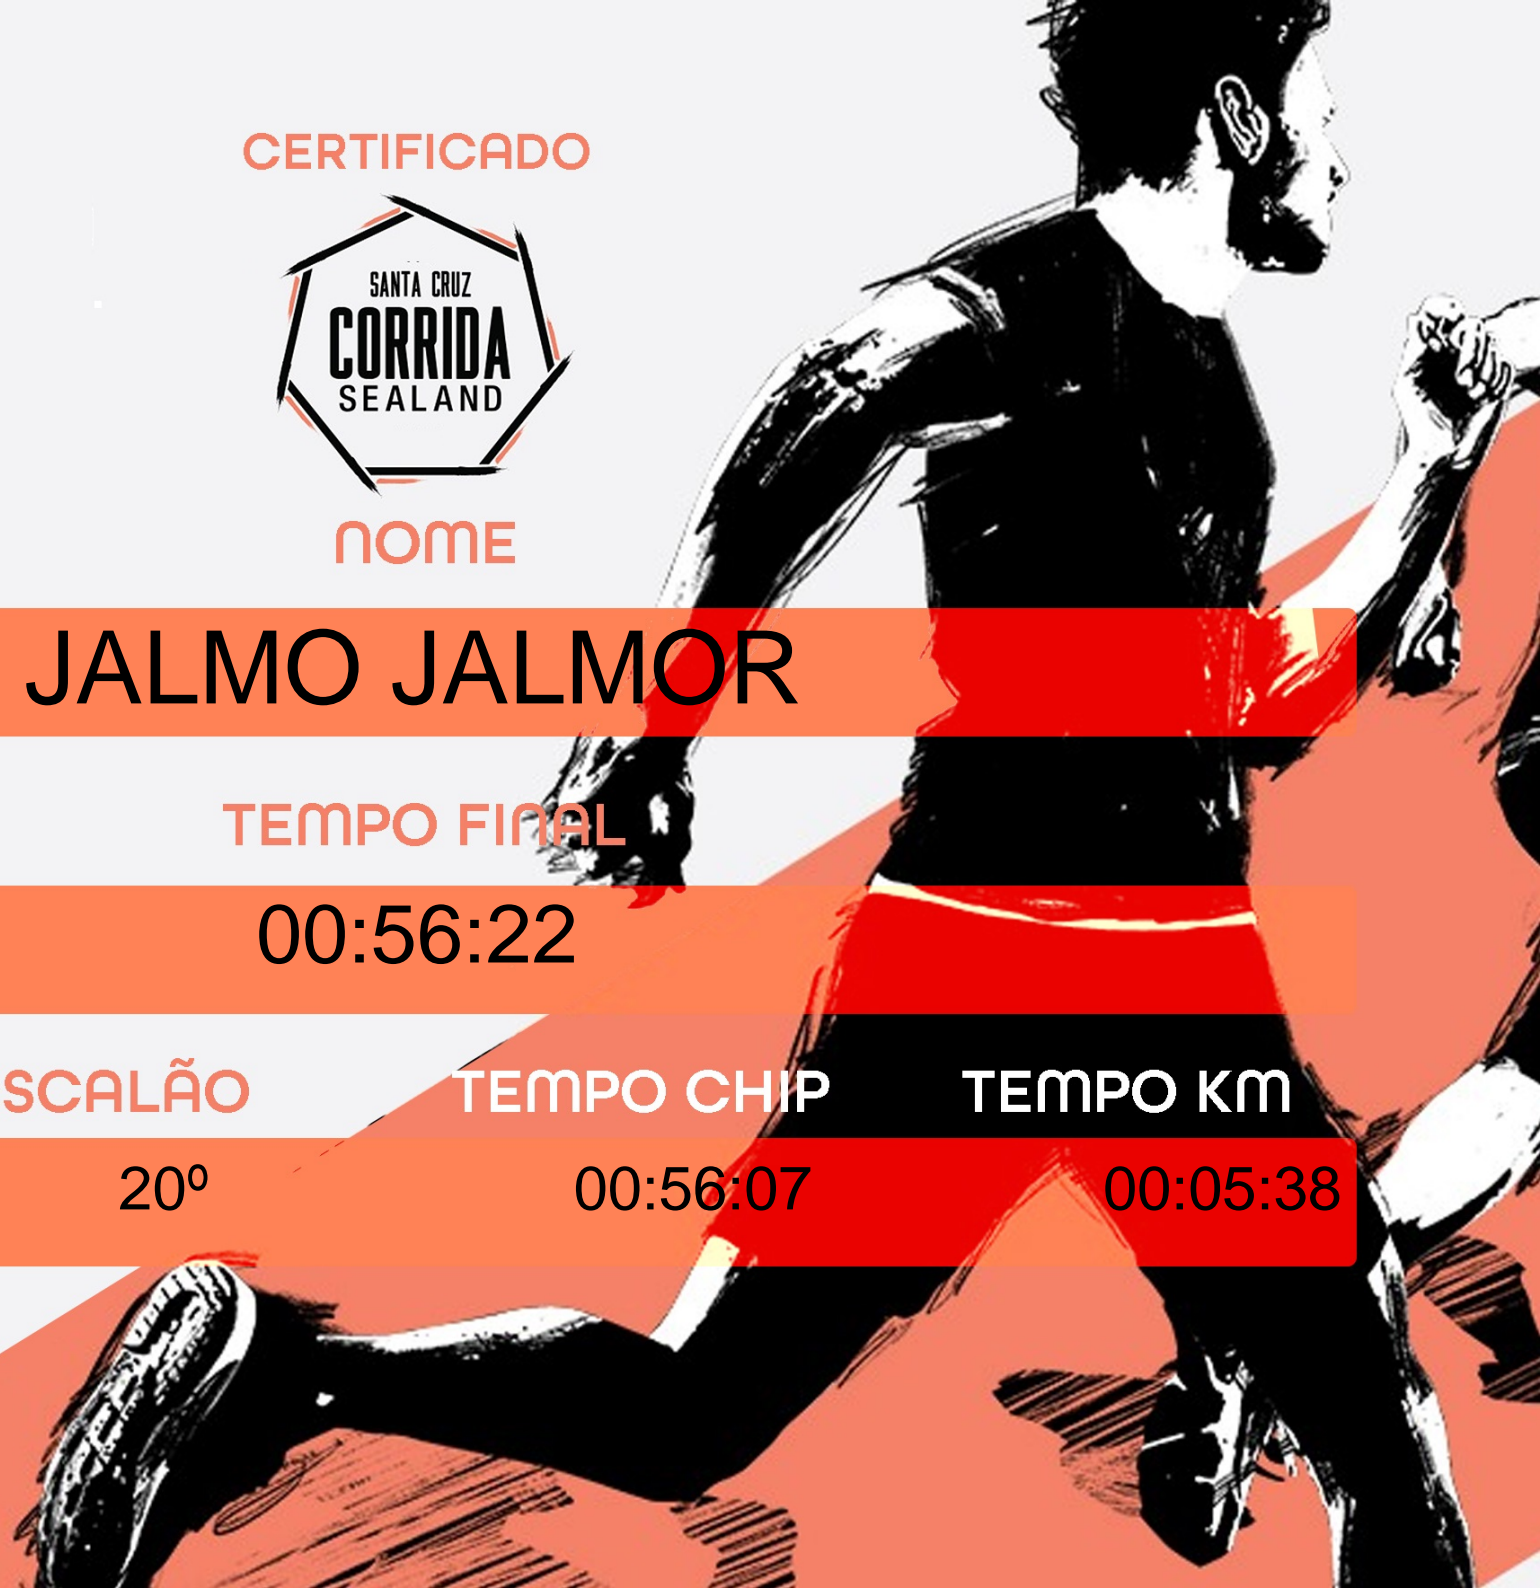 CERTIFICADO
SANTA CRUZ
CORRIDA
SEALAND
NOME
JALMO JALMOR
TEMPO FINAL
00:56:22
SCALÃO TEMPO CHIP TEMPO KM
20º 00:56:07 00:05:38